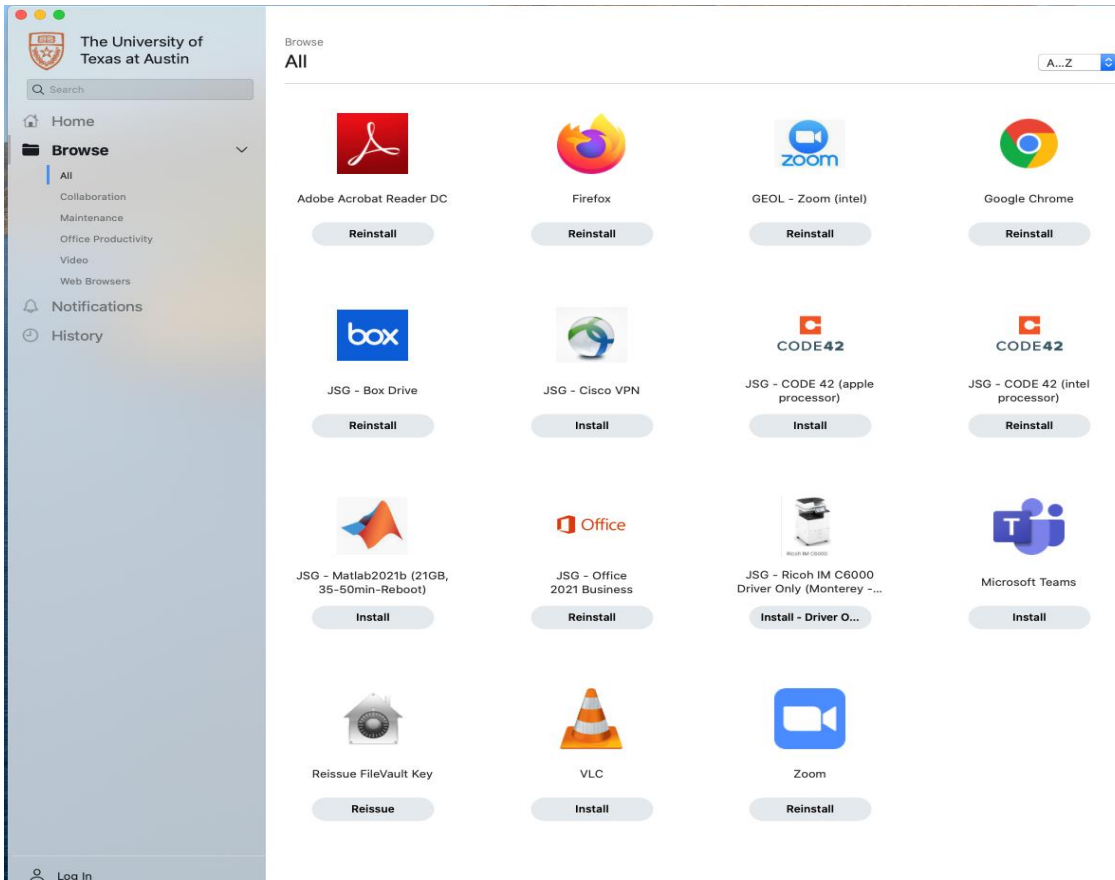 The University of
Texas at Austin
Search
Home
Browse
All
Collaboration
Maintenance
Office Productivity
Video
Web Browsers
Notifications
History
Log In
Browse
All
A...Z
zoom
Adobe Acrobat Reader DC
Firefox
GEOL - Zoom (intel)
Google Chrome
Reinstall
Reinstall
Reinstall
Reinstall
box
CODE42
CODE42
JSG - Box Drive
JSG - Cisco VPN
JSG - CODE 42 (apple
processor)
JSG - CODE 42 (intel
processor)
Reinstall
Install
Install
Reinstall
Office
Ricoh IM C6000
T
JSG - Matlab2021b (21GB,
35-50min-Reboot)
JSG - Office
2021 Business
JSG - Ricoh IM C6000
Driver Only (Monterey -...
Microsoft Teams
Install
Reinstall
Install - Driver O...
Install
Reissue FileVault Key
VLC
Zoom
Reissue
Install
Reinstall